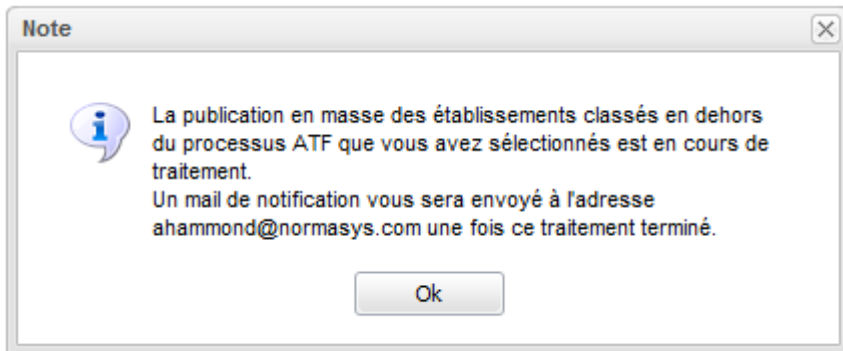 Note
La publication en masse des établissements classés en dehors
du processus ATF que vous avez sélectionnés est en cours de
traitement.
Un mail de notification vous sera envoyé à l'adresse
ahammond@normasys.com une fois ce traitement terminé.
Ok